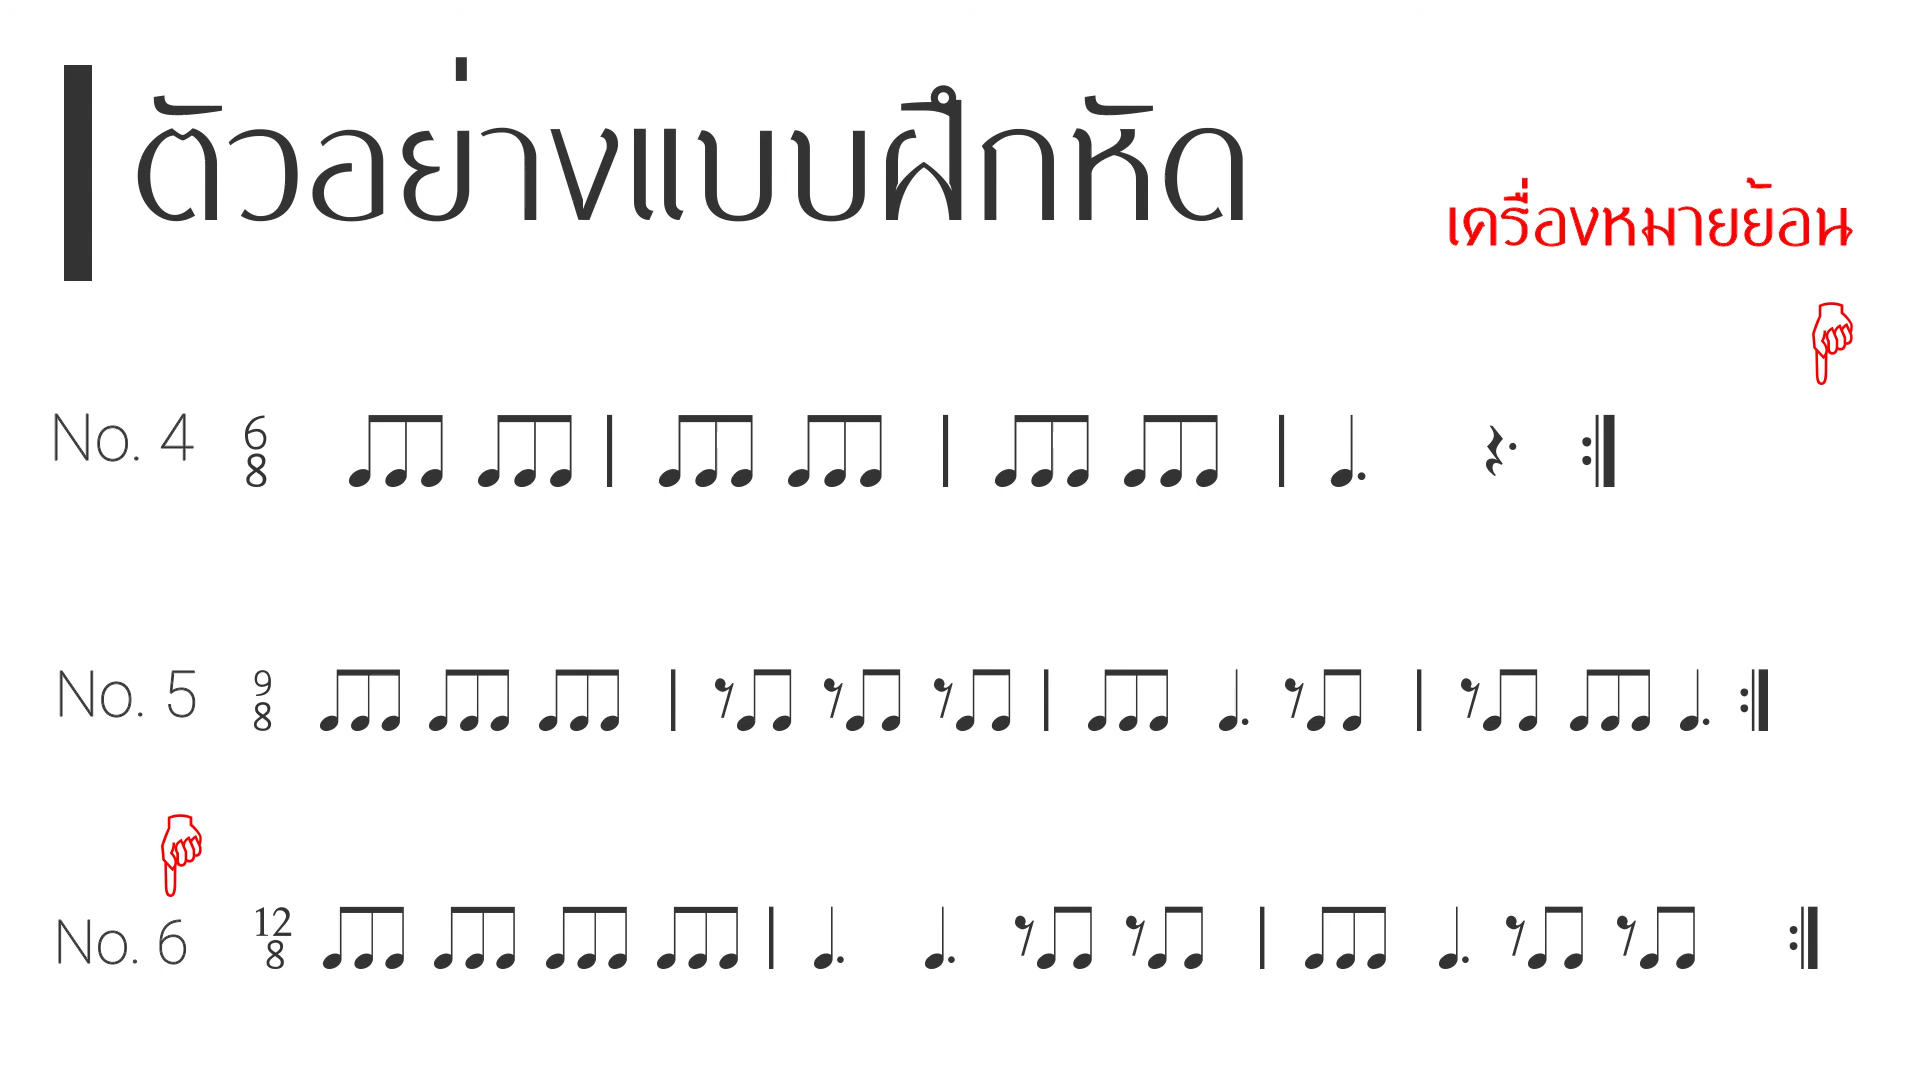 ตัวอย่างแบบฝึกหัด
เครื่องหมายย้อน
No. 4 6 8
No. 5 9 8
No. 6 12 8